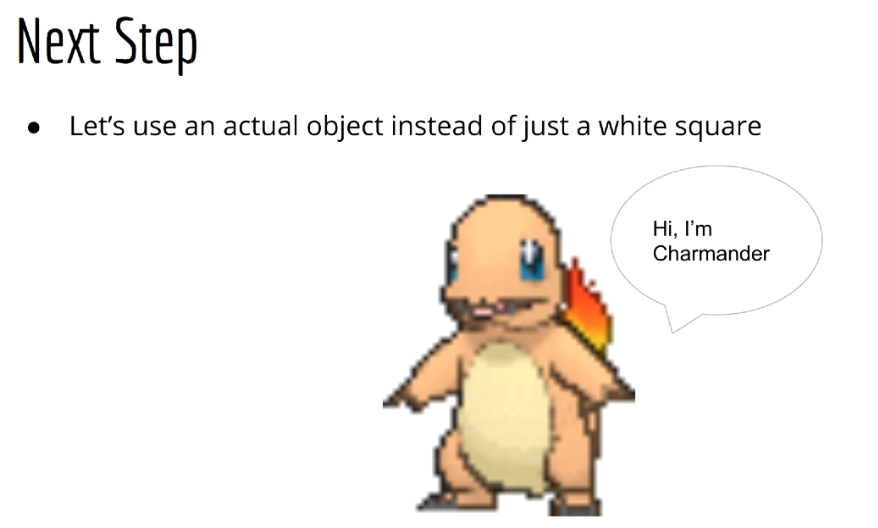 Next Step
● Let’s use an actual object instead of just a white square
Hi, I’m
Charmander